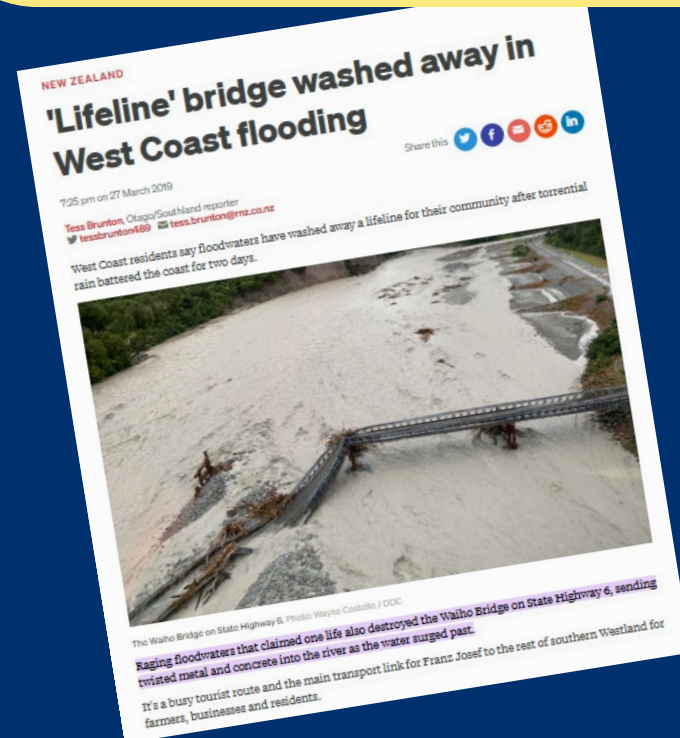 NEW ZEALAND
'Lifeline' bridge washed away in
West Coast flooding
Share this
7:25 pm on 27 March 2019
Tess Brunton, Otago/Southland reporter
tessbrunton489 tess.brunton@rnz.co.nz
West Coast residents say floodwaters have washed away a lifeline for their community after torrential
rain battered the coast for two days.
The Waiho Bridge on State Highway 6. Photo: Wayne Costello / DOC
Raging floodwaters that claimed one life also destroyed the Waiho Bridge on State Highway 6, sending
twisted metal and concrete into the river as the water surged past.
It's a busy tourist route and the main transport link for Franz Josef to the rest of southern Westland for
farmers, businesses and residents.